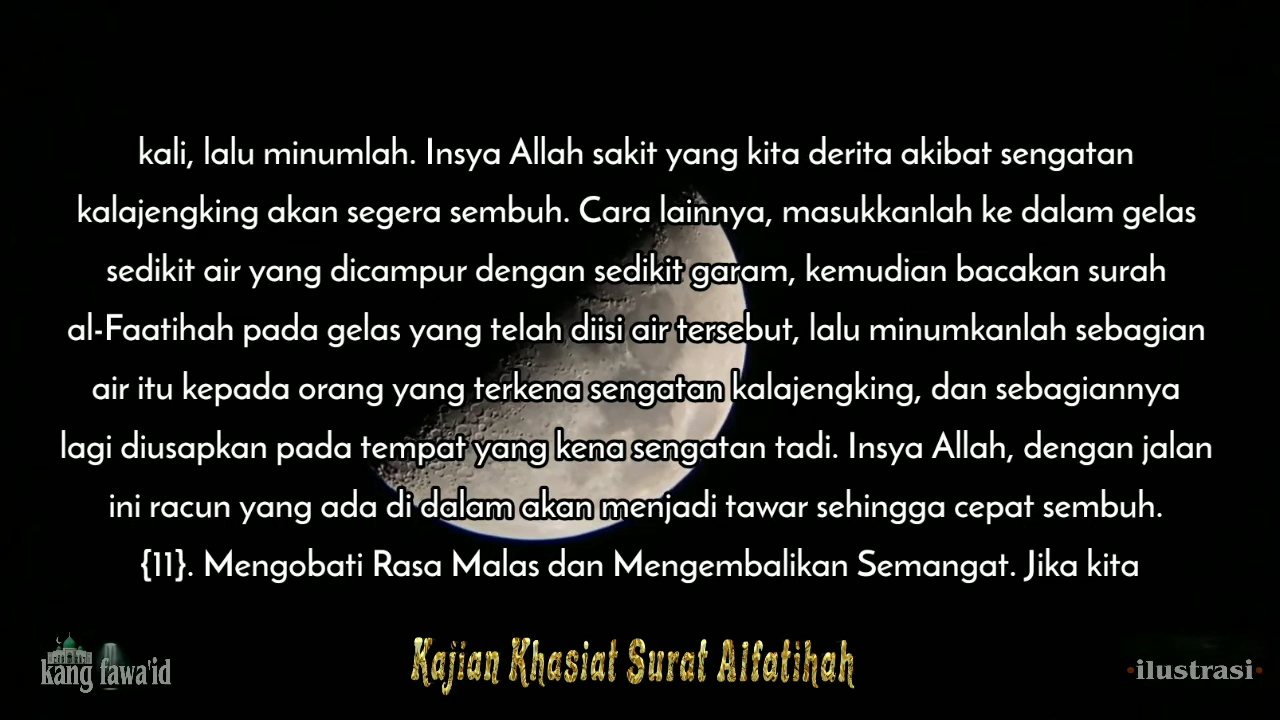 kali, lalu minumlah. Insya Allah sakit yang kita derita akibat sengatan
kalajengking akan segera sembuh. Cara lainnya, masukkanlah ke dalam gelas
sedikit air yang dicampur dengan sedikit garam, kemudian bacakan surah
al-Faatihah pada gelas yang telah diisi air tersebut, lalu minumkanlah sebagian
air itu kepada orang yang terkena sengatan kalajengking, dan sebagiannya
lagi diusapkan pada tempat yang kena sengatan tadi. Insya Allah, dengan jalan
ini racun yang ada di dalam akan menjadi tawar sehingga cepat sembuh.
{11}. Mengobati Rasa Malas dan Mengembalikan Semangat. Jika kita
Kajian Khasiat Surat Alfatihah
kang fawa'id
•ilustrasi•